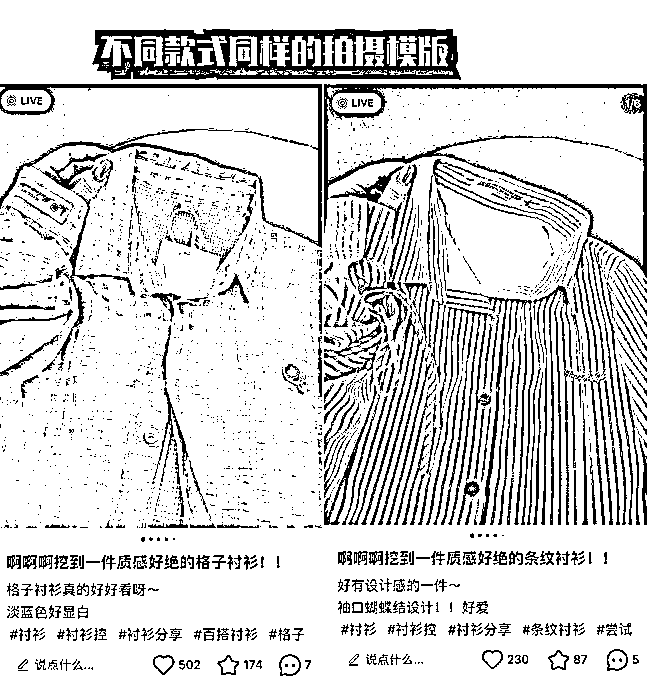 不同款式同样的拍摄模版
LIVE
LIVE
1/6
啊啊啊挖到一件质感好绝的格子衬衫！！
格子衬衫真的好好看呀～
淡蓝色好显白
#衬衫 #衬衫控 #衬衫分享 #百搭衬衫 #格子
说点什么... 502 174 7
啊啊啊挖到一件质感好绝的条纹衬衫！！
好有设计感的一件～
袖口蝴蝶结设计！！好爱
#衬衫 #衬衫控 #衬衫分享 #条纹衬衫 #尝试
说点什么... 230 87 5